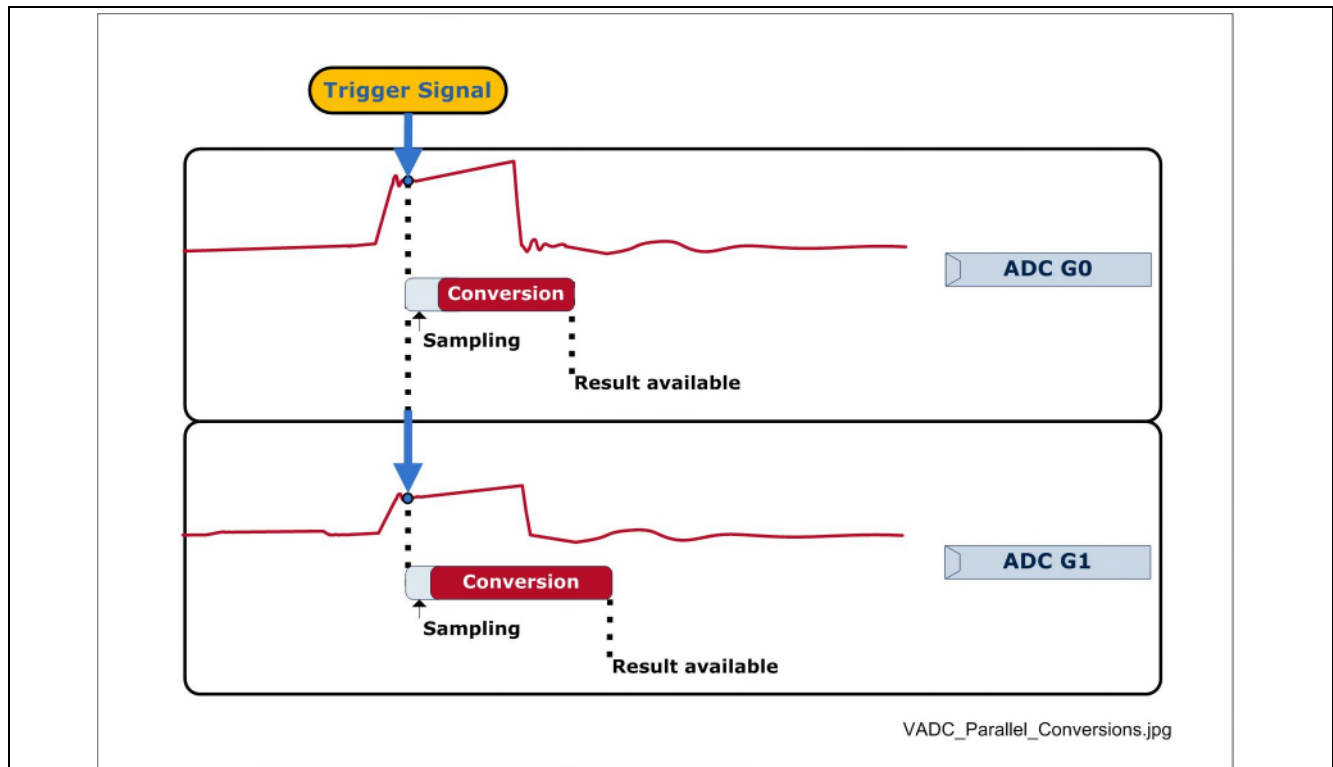 Trigger Signal
ADC G0
Conversion
Sampling
Result available
ADC G1
Conversion
Sampling
Result available
VADC_Parallel_Conversions.jpg